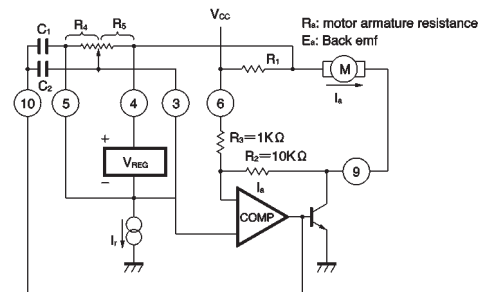 C1
R4
R5
C2
VCC
Ra: motor armature resistance
Ea: Back emf
R1
M
Ia
10
5
4
3
6
R3=1KΩ
R2=10KΩ
9
+
VREG
−
Ia
COMP
Ir